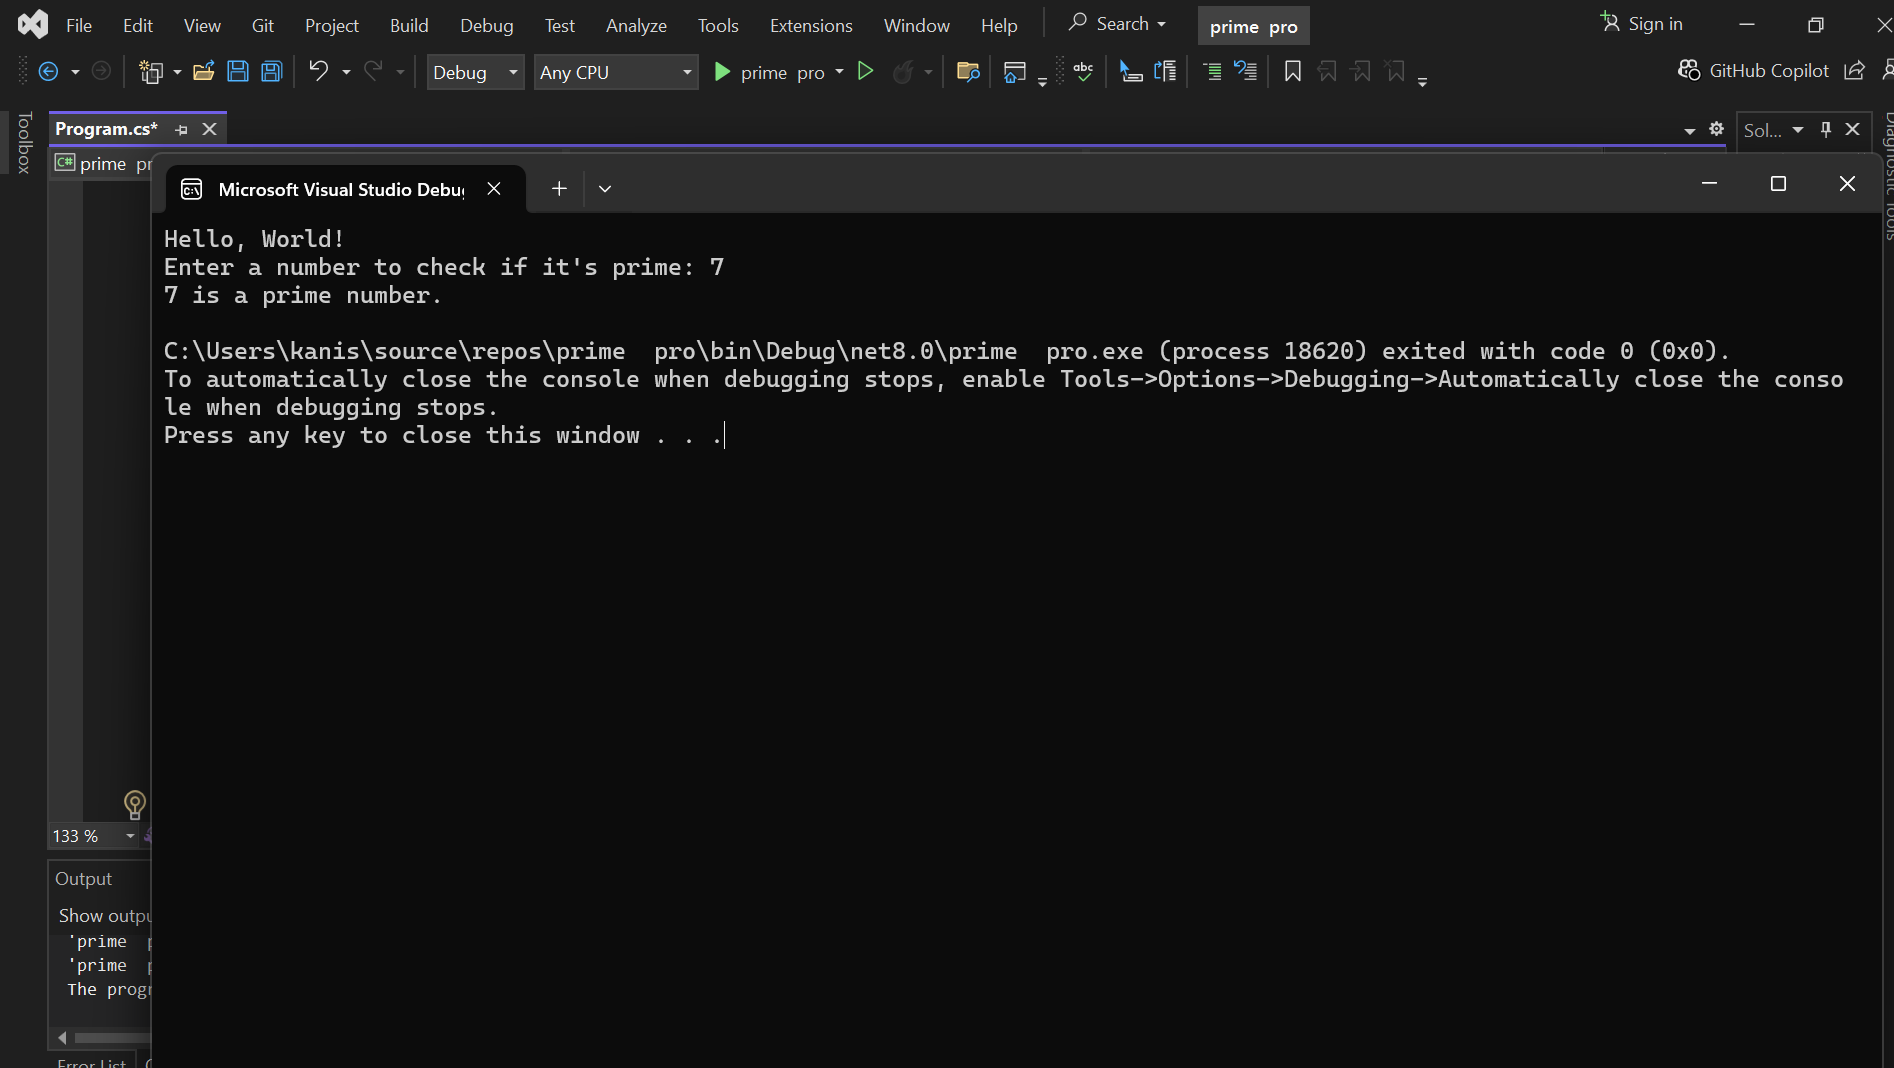 File Edit View Git Project Build Debug Test Analyze Tools Extensions Window Help Search prime  pro Sign in
Debug Any CPU prime  pro abc GitHub Copilot
Toolbox
Program.cs*
Sol...
Diagnostic Tools
C# prime
Microsoft Visual Studio Debu
Hello, World!
Enter a number to check if it's prime: 7
7 is a prime number.
C:\Users\kanis\source\repos\prime  pro\bin\Debug\net8.0\prime  pro.exe (process 18620) exited with code 0 (0x0).
To automatically close the console when debugging stops, enable Tools->Options->Debugging->Automatically close the conso
le when debugging stops.
Press any key to close this window . . .
133 %
Output
Show outpu
'prime
'prime
The progr
Error List